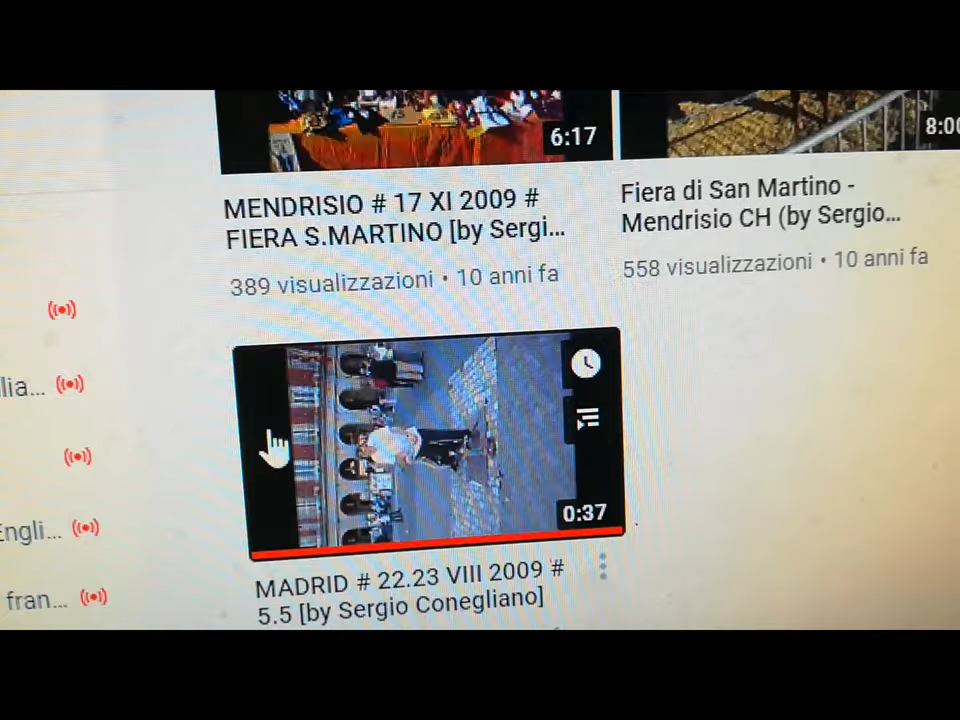 6:17
8:00
MENDRISIO # 17 XI 2009 #
FIERA S.MARTINO [by Sergi...
389 visualizzazioni • 10 anni fa
Fiera di San Martino -
Mendrisio CH (by Sergio...
558 visualizzazioni • 10 anni fa
lia...
Engli...
fran...
0:37
MADRID # 22.23 VIII 2009 #
5.5 [by Sergio Conegliano]